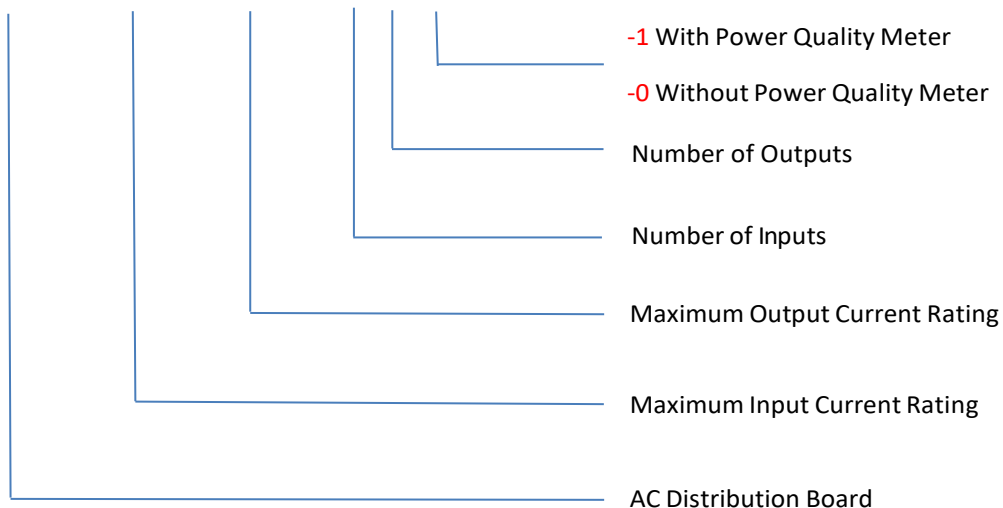 -1 With Power Quality Meter
-0 Without Power Quality Meter
Number of Outputs
Number of Inputs
Maximum Output Current Rating
Maximum Input Current Rating
AC Distribution Board